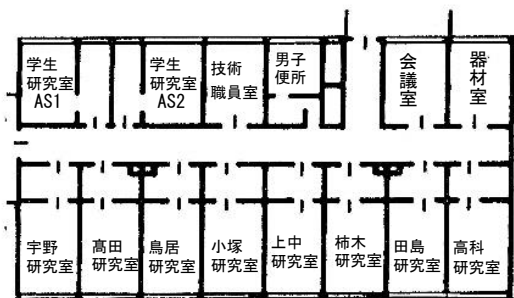 学生
研究室
AS1
学生
研究室
AS2
技術
職員室
男子
便所
会議室
器材室
宇野
研究室
髙田
研究室
鳥居
研究室
小塚
研究室
上中
研究室
柿木
研究室
田島
研究室
高科
研究室